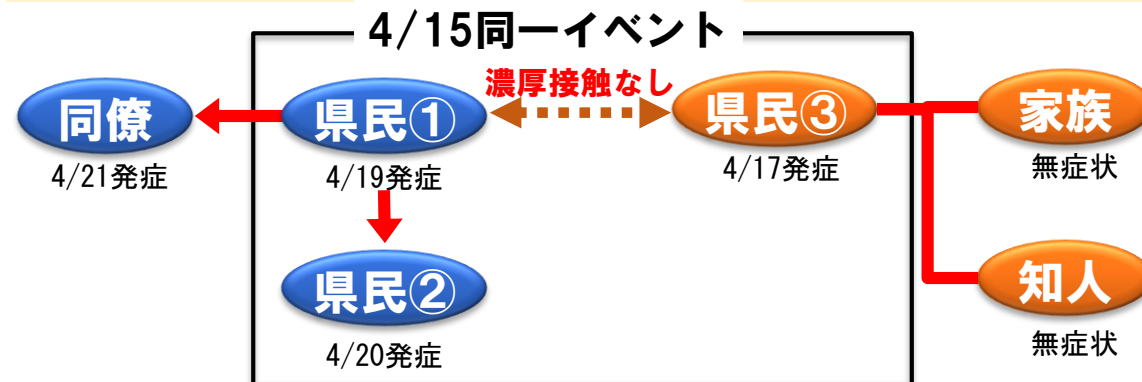 4/15同一イベント
濃厚接触なし
同僚
県民①
県民③
家族
4/21発症
4/19発症
4/17発症
無症状
県民②
知人
4/20発症
無症状